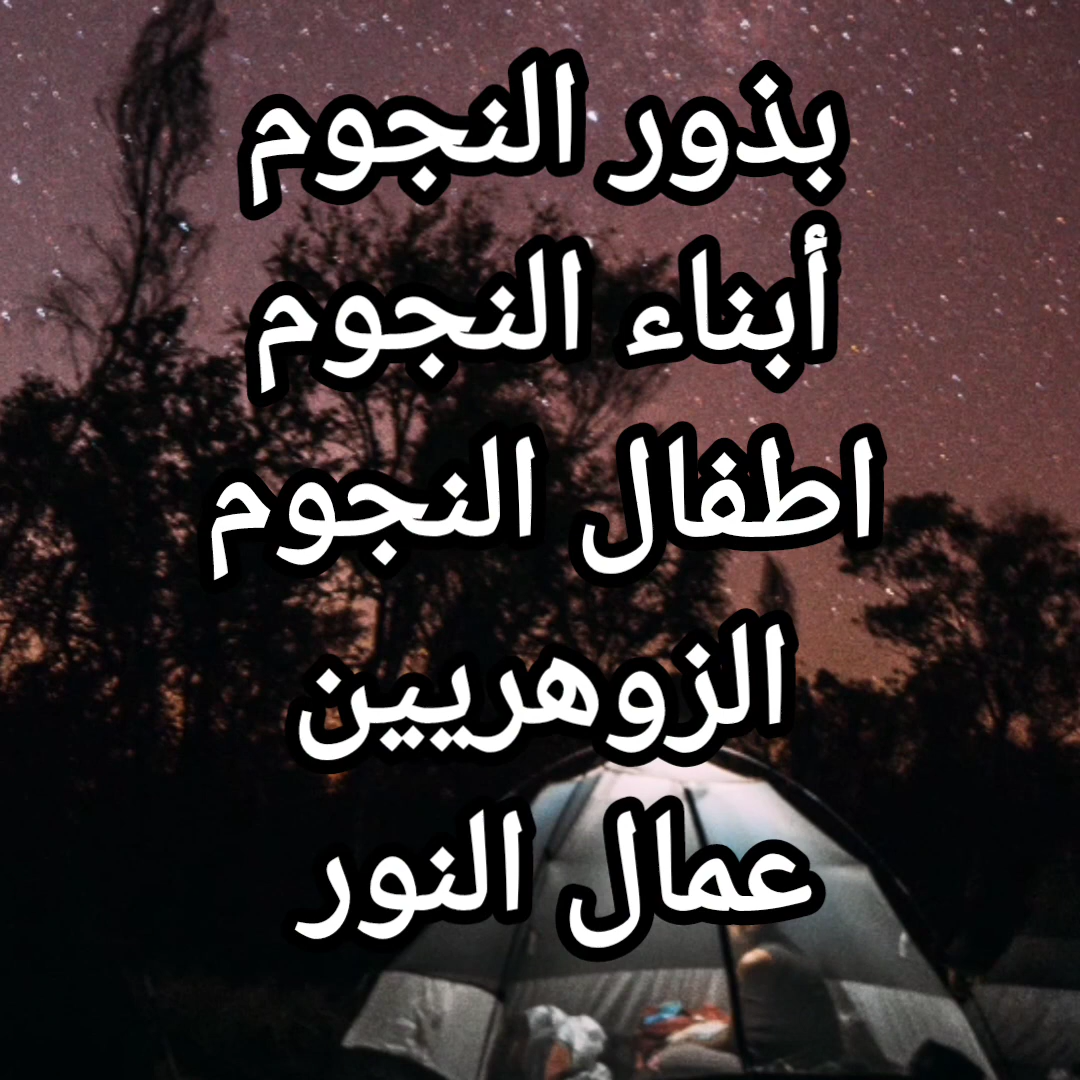 بذور النجوم
أبناء النجوم
اطفال النجوم
الزوهريين
عمال النور